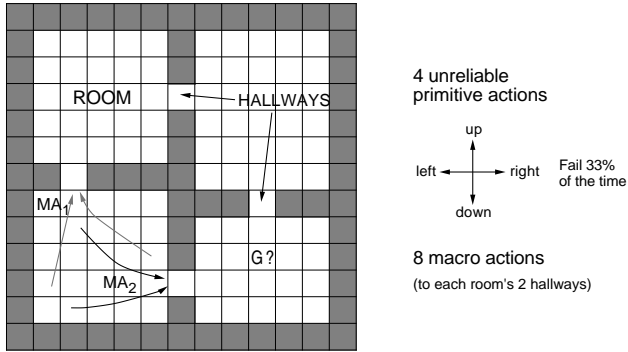 ROOM
HALLWAYS
MA1
MA2
G?
4 unreliable
primitive actions
up
left
right
down
Fail 33%
of the time
8 macro actions
(to each room's 2 hallways)